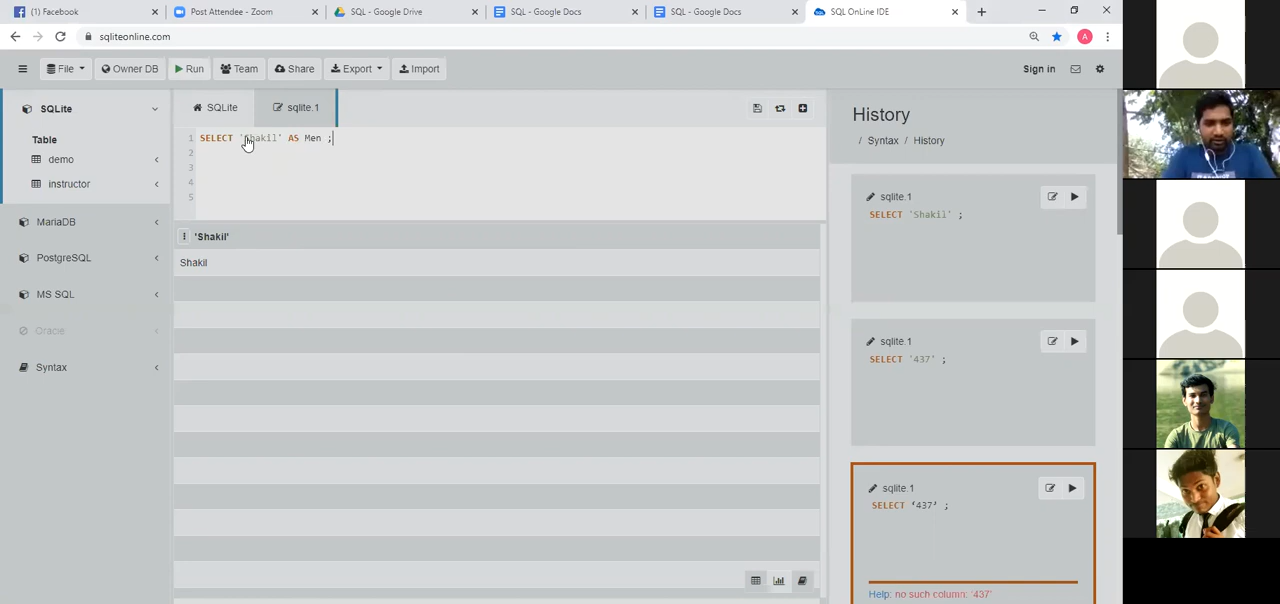 (1) Facebook
Post Attendee - Zoom
SQL - Google Drive
SQL - Google Docs
SQL - Google Docs
SQL OnLine IDE
sqliteonline.com
A
File
Owner DB
Run
Team
Share
Export
Import
Sign in
SQLite
Table
demo
instructor
MariaDB
PostgreSQL
MS SQL
Oracle
Syntax
SQLite
sqlite.1
1 SELECT 'Shakil' AS Men ;
2
3
4
5
'Shakil'
Shakil
History
/ Syntax / History
sqlite.1
SELECT 'Shakil' ;
sqlite.1
SELECT '437' ;
sqlite.1
SELECT ‘437’ ;
Help: no such column: ‘437’